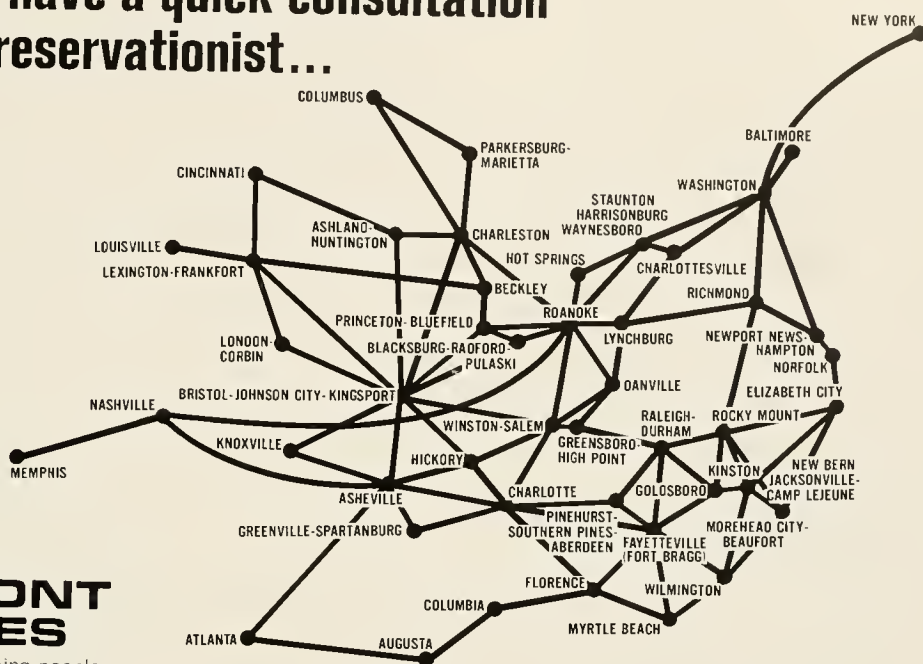 have a quick consultation
reservationist...
NEW YORK
COLUMBUS
BALTIMORE
PARKERSBURG-
MARIETTA
CINCINNATI
WASHINGTON
STAUNTON
HARRISONBURG
WAYNESBORO
ASHLAND-
HUNTINGTON
CHARLESTON
LOUISVILLE
HOT SPRINGS
CHARLOTTESVILLE
LEXINGTON-FRANKFORT
BECKLEY
RICHMOND
ROANOKE
PRINCETON-BLUEFIELD
LYNCHBURG
NEWPORT NEWS-
HAMPTON
NORFOLK
LONDON-
CORBIN
BLACKSBURG-RADFORD-
PULASKI
DANVILLE
ELIZABETH CITY
BRISTOL-JOHNSON CITY-KINGSPORT
NASHVILLE
RALEIGH-
DURHAM
ROCKY MOUNT
WINSTON-SALEM
GREENSBORO-
HIGH POINT
KNOXVILLE
HICKORY
MEMPHIS
KINSTON
NEW BERN
JACKSONVILLE-
CAMP LEJEUNE
ASHEVILLE
CHARLOTTE
GOLDSBORO
GREENVILLE-SPARTANBURG
PINEHURST-
SOUTHERN PINES-
ABERDEEN
FAYETTEVILLE
(FORT BRAGG)
MOREHEAD CITY-
BEAUFORT
FLORENCE
WILMINGTON
COLUMBIA
MYRTLE BEACH
ONT
ES
ATLANTA
AUGUSTA